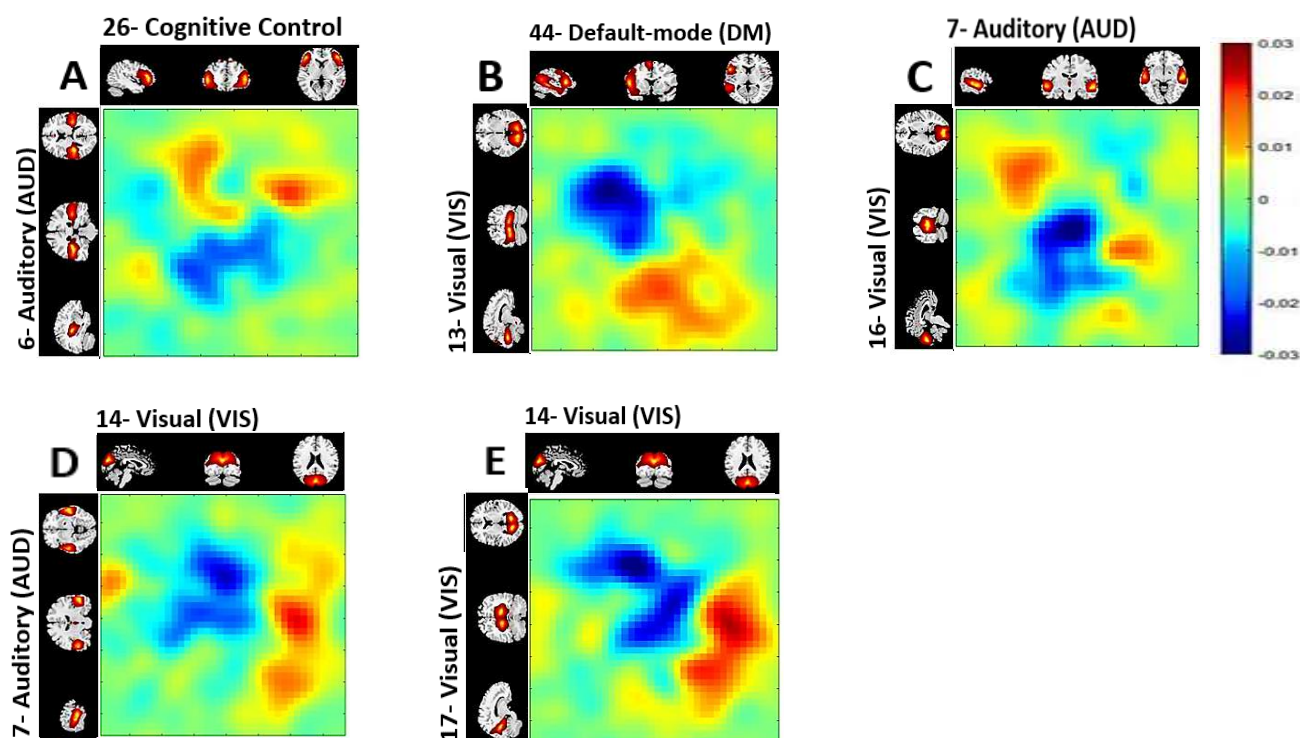 26- Cognitive Control
44- Default-mode (DM)
7- Auditory (AUD)
A
B
C
6- Auditory (AUD)
13- Visual (VIS)
16- Visual (VIS)
0.03
0.02
0.01
0
-0.01
-0.02
-0.03
14- Visual (VIS)
14- Visual (VIS)
D
E
7- Auditory (AUD)
17- Visual (VIS)